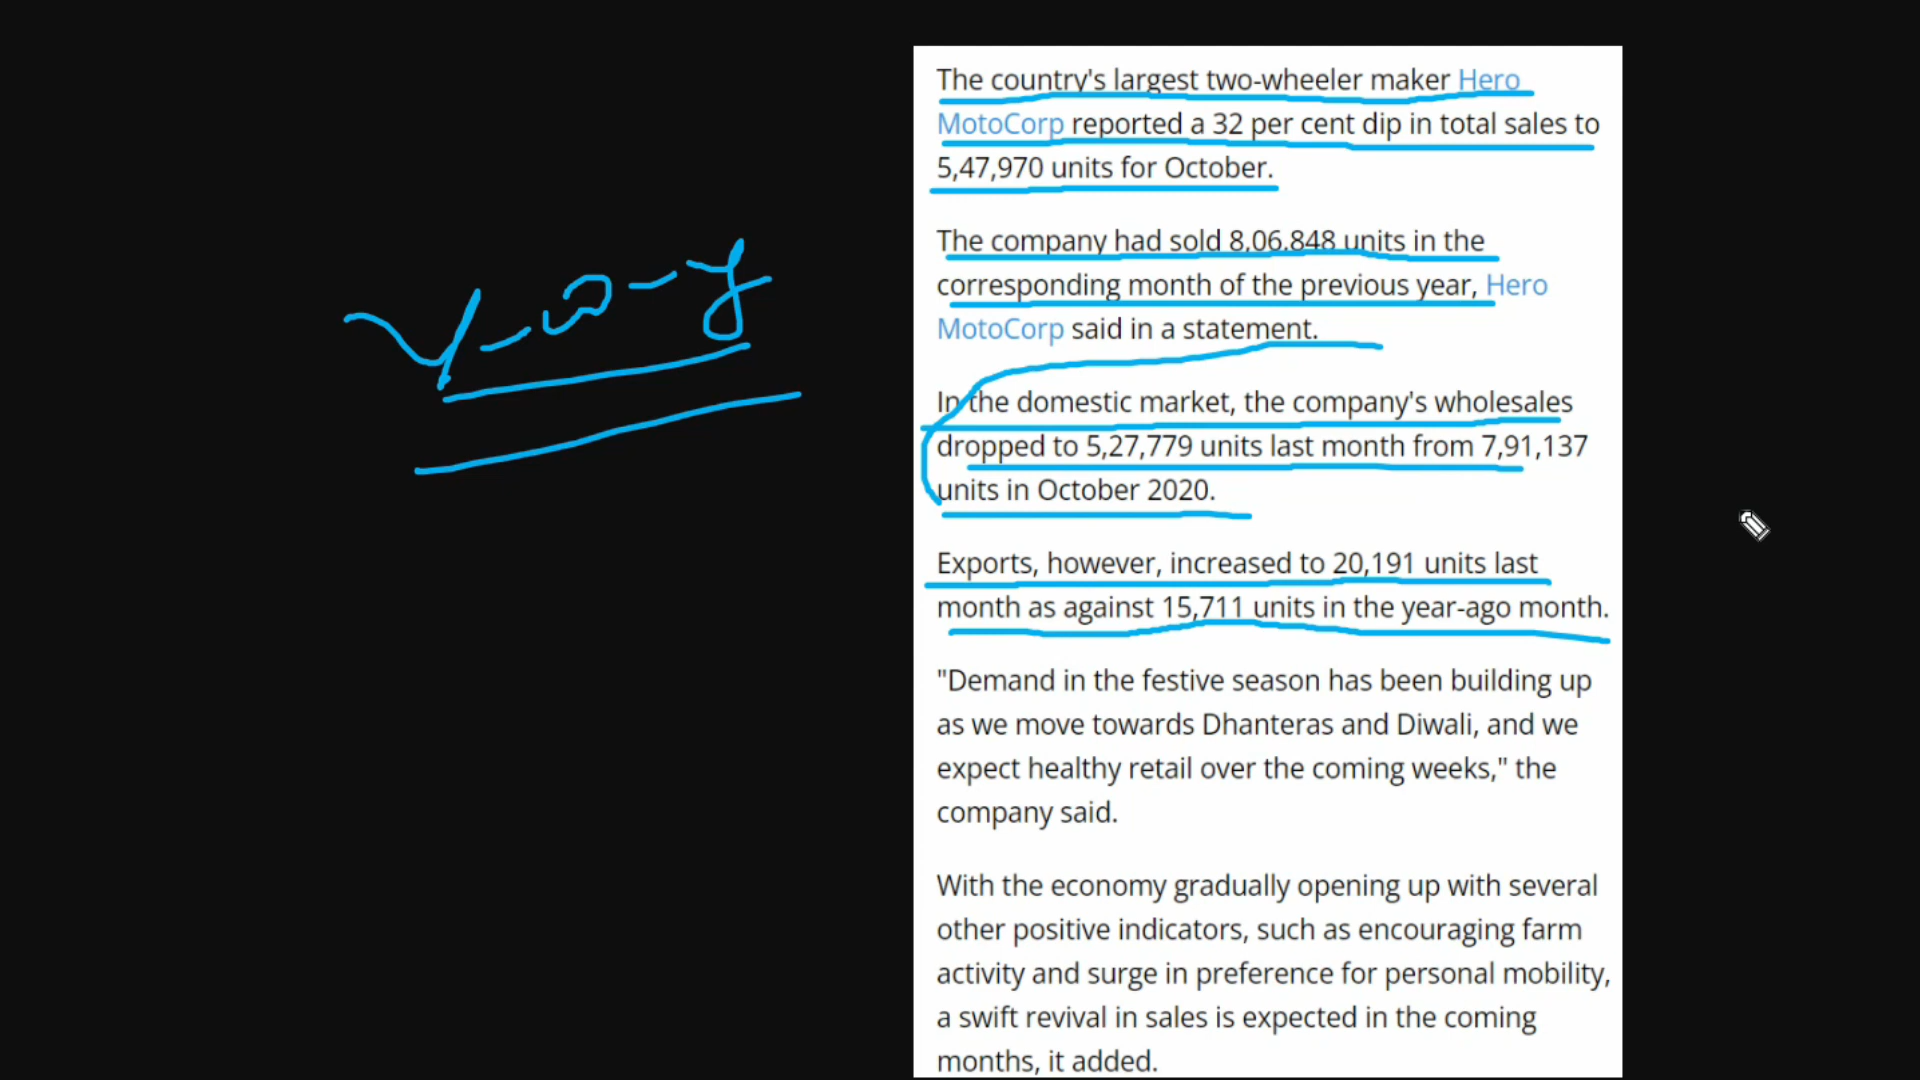 y-o-y
The country's largest two-wheeler maker Hero
MotoCorp reported a 32 per cent dip in total sales to
5,47,970 units for October.
The company had sold 8,06,848 units in the
corresponding month of the previous year, Hero
MotoCorp said in a statement.
In the domestic market, the company's wholesales
dropped to 5,27,779 units last month from 7,91,137
units in October 2020.
Exports, however, increased to 20,191 units last
month as against 15,711 units in the year-ago month.
"Demand in the festive season has been building up
as we move towards Dhanteras and Diwali, and we
expect healthy retail over the coming weeks," the
company said.
With the economy gradually opening up with several
other positive indicators, such as encouraging farm
activity and surge in preference for personal mobility,
a swift revival in sales is expected in the coming
months, it added.